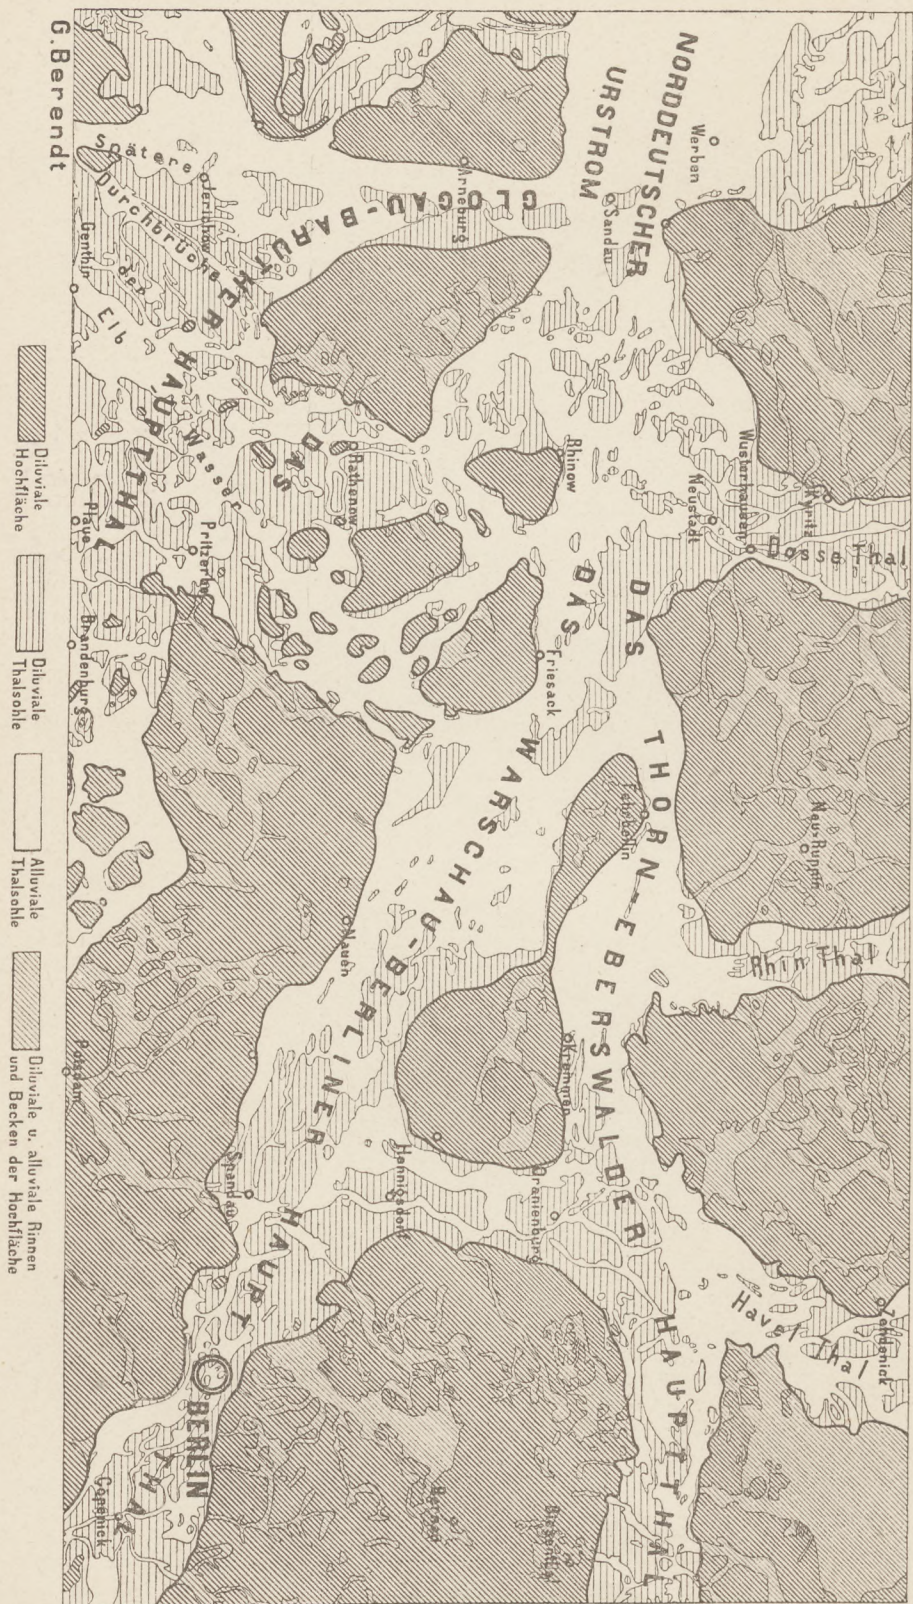 NORDDEUTSCHER
URSTROM
Werben
Sandau
Arneburg
DAS
GLOGAU-BARUTHER
HAUPTTHAL
Jerichow
Spätere
Durchbrüche
der
Elb
Wasser
Genthin
Plaue
Pritzerbe
Brandenburg
Rathenow
Rhinow
Kyritz
Wusterhausen
Neustadt
Dosse Thal
DAS
THORN-EBERSWALDER
HAUPTTHAL
Friesack
Fehrbellin
Neu-Ruppin
Rhin Thal
DAS
WARSCHAU-BERLINER
HAUPT
THAL
Nauen
Kremmen
Oranienburg
Hennigsdorf
Spandau
Potsdam
Havel Thal
Zehdenick
BERLIN
Bernau
Biesenthal
Cöpenick
G. Berendt
Diluviale
Hochfläche
Diluviale
Thalsohle
Alluviale
Thalsohle
Diluviale u. alluviale Rinnen
und Becken der Hochfläche